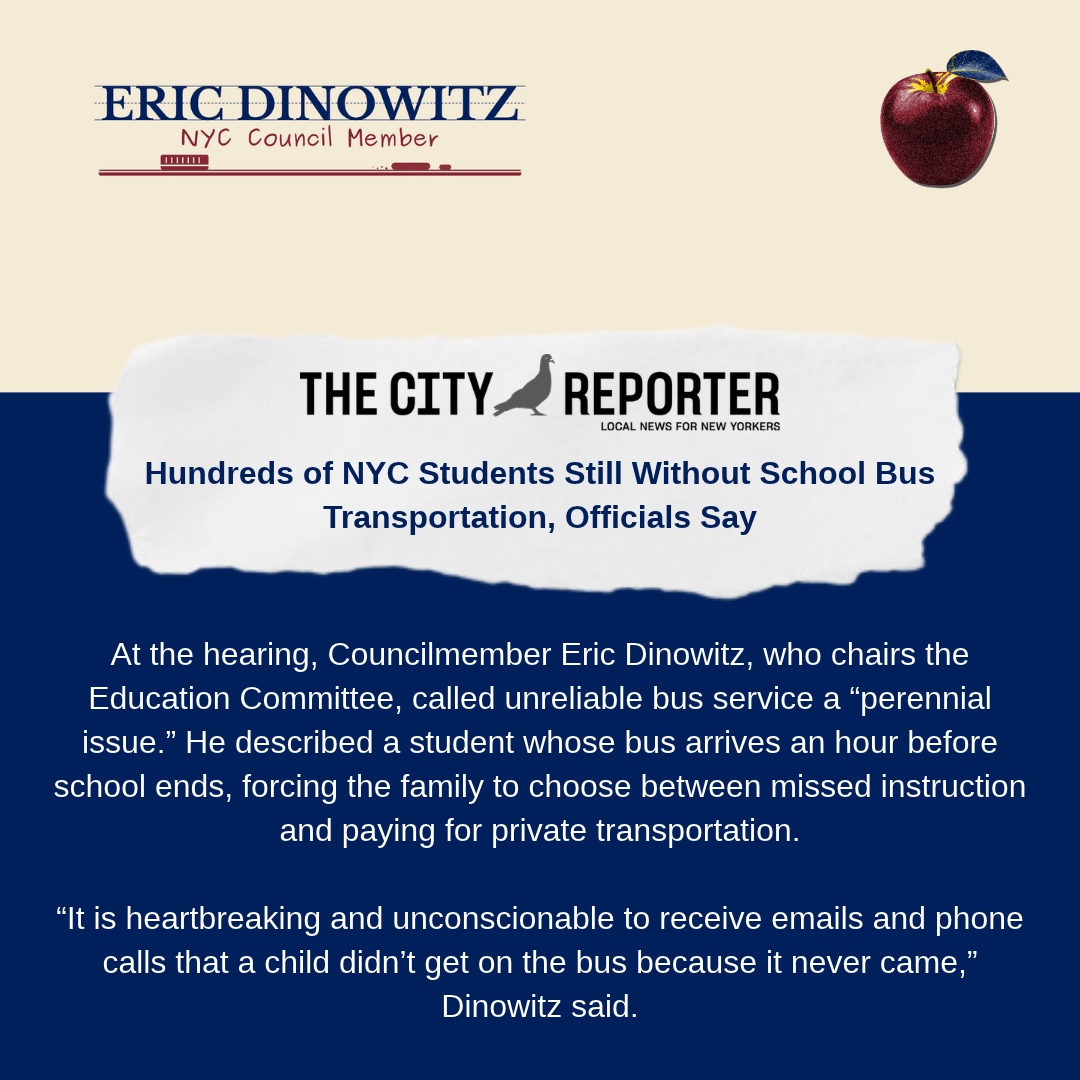 ERIC DINOWITZ
NYC Council Member
THE CITY REPORTER
LOCAL NEWS FOR NEW YORKERS
Hundreds of NYC Students Still Without School Bus
Transportation, Officials Say
At the hearing, Councilmember Eric Dinowitz, who chairs the
Education Committee, called unreliable bus service a “perennial
issue.” He described a student whose bus arrives an hour before
school ends, forcing the family to choose between missed instruction
and paying for private transportation.
“It is heartbreaking and unconscionable to receive emails and phone
calls that a child didn’t get on the bus because it never came,”
Dinowitz said.